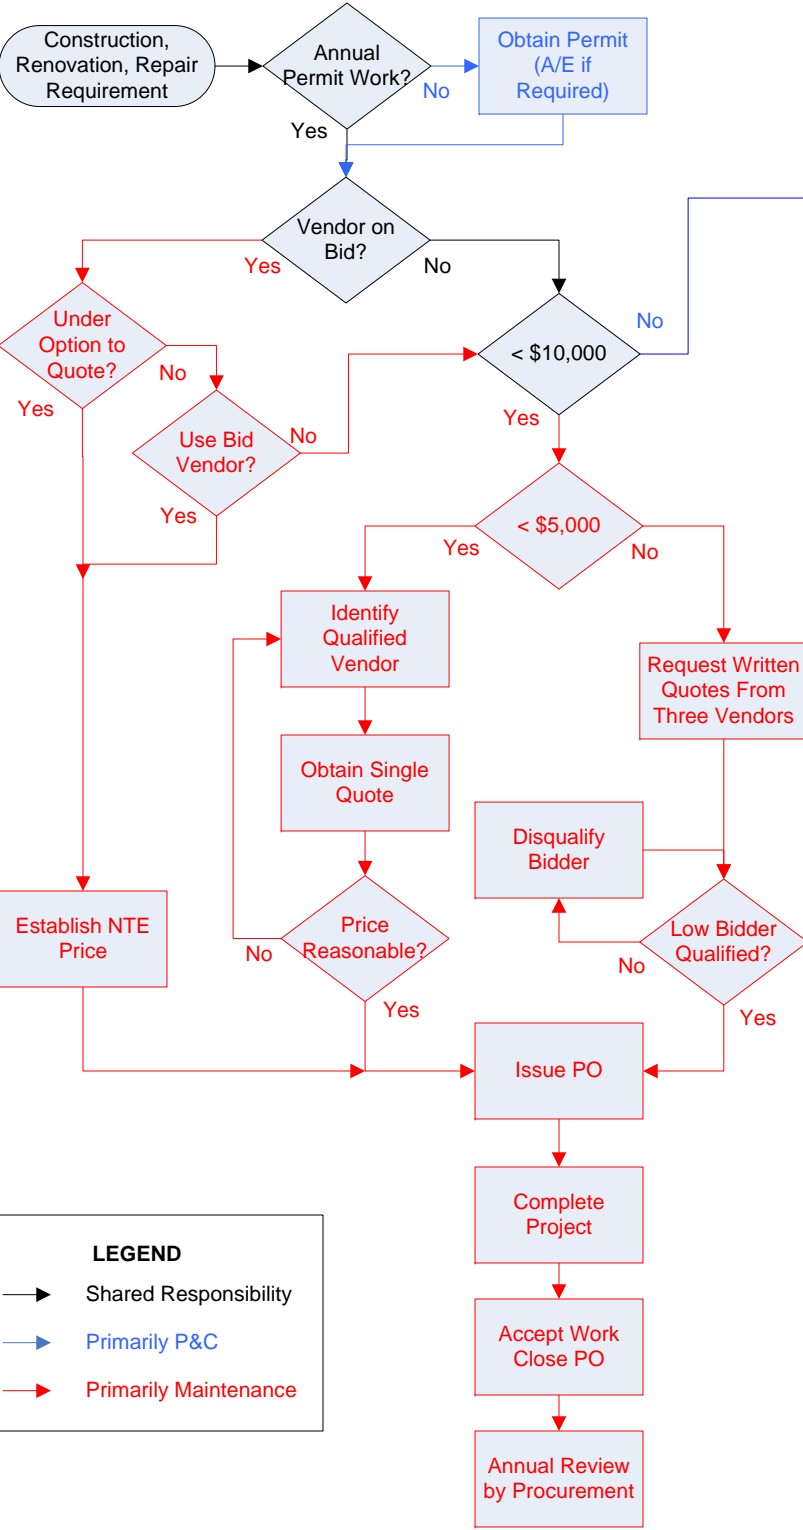 Construction,
Renovation, Repair
Requirement
Annual
Permit Work?
No
Obtain Permit
(A/E if
Required)
Yes
Vendor on
Bid?
Yes
No
Under
Option to
Quote?
No
Yes
< $10,000
No
Yes
Use Bid
Vendor?
No
Yes
< $5,000
Yes
No
Identify
Qualified
Vendor
Request Written
Quotes From
Three Vendors
Obtain Single
Quote
Disqualify
Bidder
Establish NTE
Price
Price
Reasonable?
No
Yes
Low Bidder
Qualified?
No
Yes
Issue PO
Complete
Project
LEGEND
Shared Responsibility
Primarily P&C
Primarily Maintenance
Accept Work
Close PO
Annual Review
by Procurement